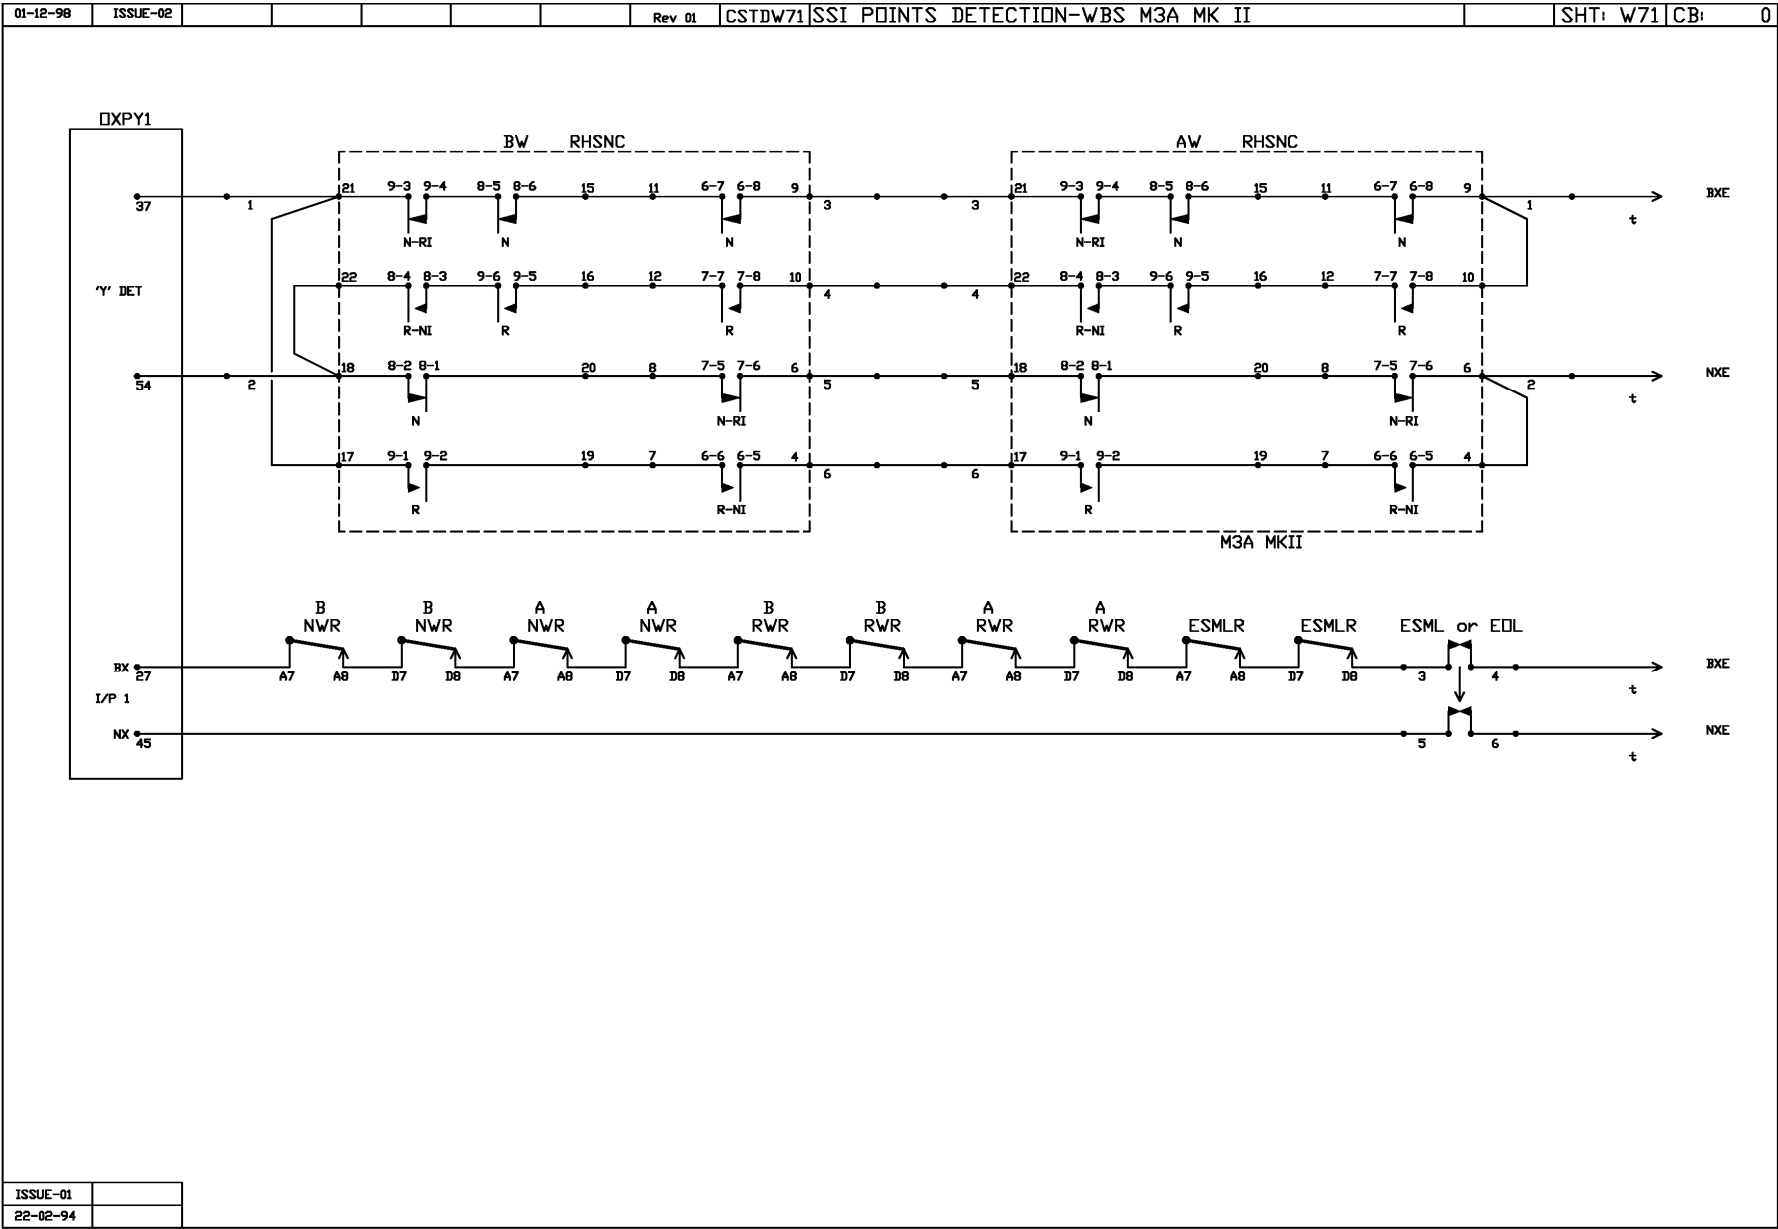 01-12-98 ISSUE-02 Rev 01 CSTDW71 SSI POINTS DETECTION-WBS M3A MK II SHT: W71 CB: 0
OXPY1
BW RHSNC AW RHSNC
21 9-3 9-4 8-5 8-6 15 11 6-7 6-8 9 21 9-3 9-4 8-5 8-6 15 11 6-7 6-8 9 BXE
37 1 3 3 1
t
N-RI N N N-RI N N
22 8-4 8-3 9-6 9-5 16 12 7-7 7-8 10 22 8-4 8-3 9-6 9-5 16 12 7-7 7-8 10
'Y' DET 4 4
R-NI R R R-NI R R
18 8-2 8-1 20 8 7-5 7-6 6 18 8-2 8-1 20 8 7-5 7-6 6 NXE
54 2 5 5 2
t
N N-RI N N-RI
17 9-1 9-2 19 7 6-6 6-5 4 17 9-1 9-2 19 7 6-6 6-5 4
6 6
R R-NI R R-NI
M3A MKII
B B A A B B A A
NWR NWR NWR NWR RWR RWR RWR RWR ESMLR ESMLR ESML or EOL
BX BXE
27 A7 A8 D7 D8 A7 A8 D7 D8 A7 A8 D7 D8 A7 A8 D7 D8 A7 A8 D7 D8 3 4
t
I/P 1
NX NXE
45 5 6
t
ISSUE-01
22-02-94